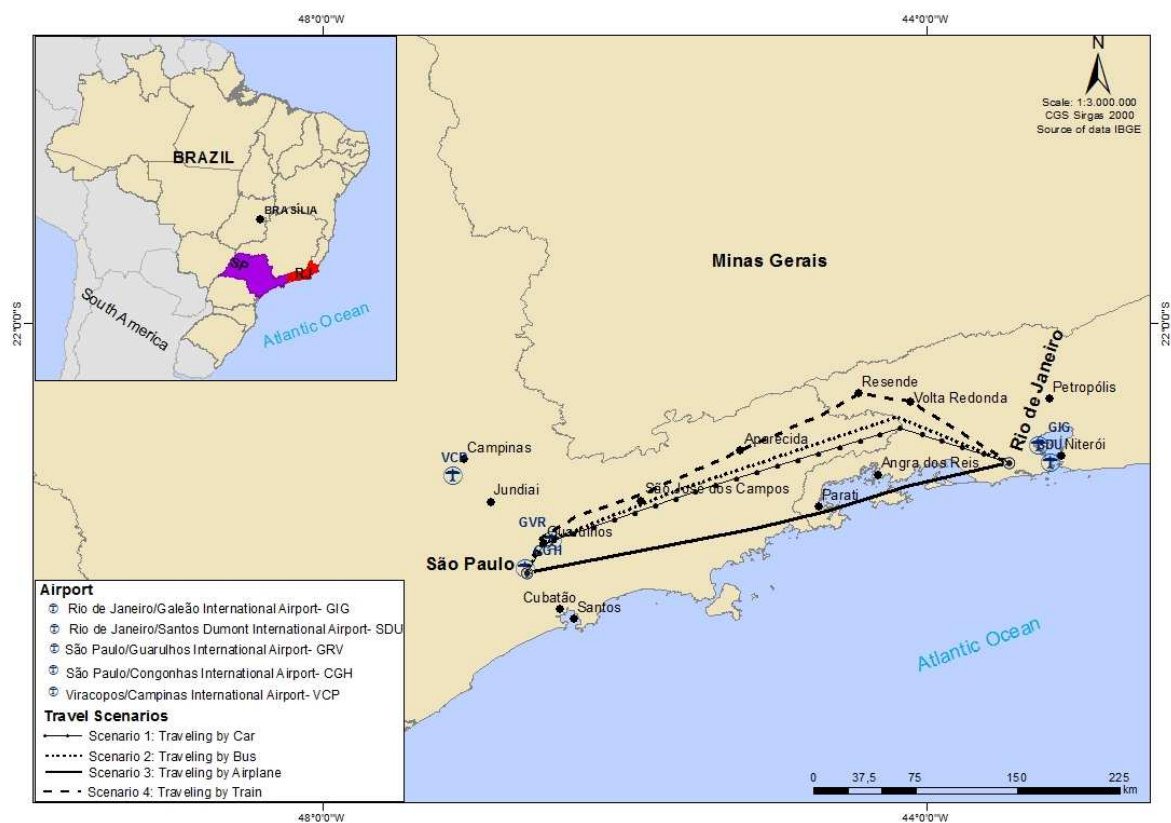 48°0'0"W
44°0'0"W
BRAZIL
BRASÍLIA
SP
RJ
South America
Atlantic Ocean
N
Scale: 1:3.000.000
CGS Sirgas 2000
Source of data IBGE
22°0'0"S
22°0'0"S
Minas Gerais
Rio de Janeiro
Resende
Volta Redonda
Petropólis
GIG
SDU
Niterói
Aparecida
Campinas
VCP
Angra dos Reis
São José dos Campos
Jundiai
Parati
GVR
Guarulhos
CGH
São Paulo
Cubatão
Santos
Atlantic Ocean
Airport
Rio de Janeiro/Galeão International Airport- GIG
Rio de Janeiro/Santos Dumont International Airport- SDU
São Paulo/Guarulhos International Airport- GRV
São Paulo/Congonhas International Airport- CGH
Viracopos/Campinas International Airport- VCP
Travel Scenarios
Scenario 1: Traveling by Car
Scenario 2: Traveling by Bus
Scenario 3: Traveling by Airplane
Scenario 4: Traveling by Train
0 37,5 75 150 225
km
48°0'0"W
44°0'0"W